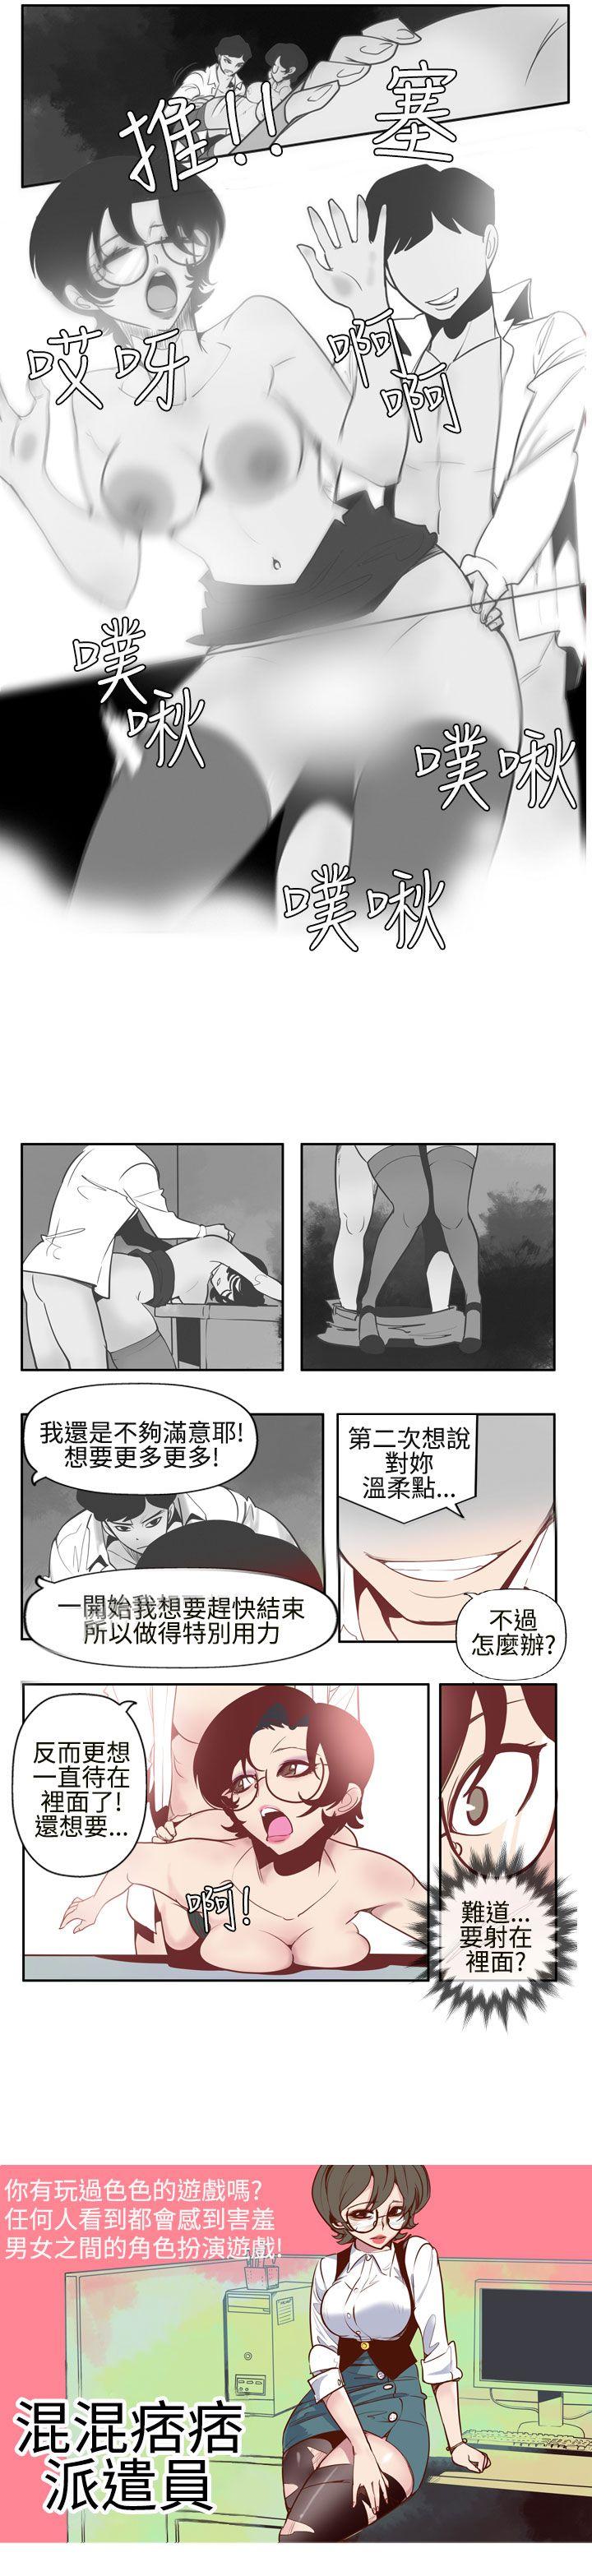 推!!
塞
哎呀
啊
啊
噗
啾
噗啾
噗啾
我還是不夠滿意耶!
想要更多更多!
一開始我想要趕快結束
所以做得特別用力
第二次想說
對妳
溫柔點...
不過
怎麼辦?
反而更想
一直待在
裡面了!
還想要...
啊!
難道...
要射在
裡面?
你有玩過色色的遊戲嗎?
任何人看到都會感到害羞
男女之間的角色扮演遊戲!
混混痞痞
派遣員